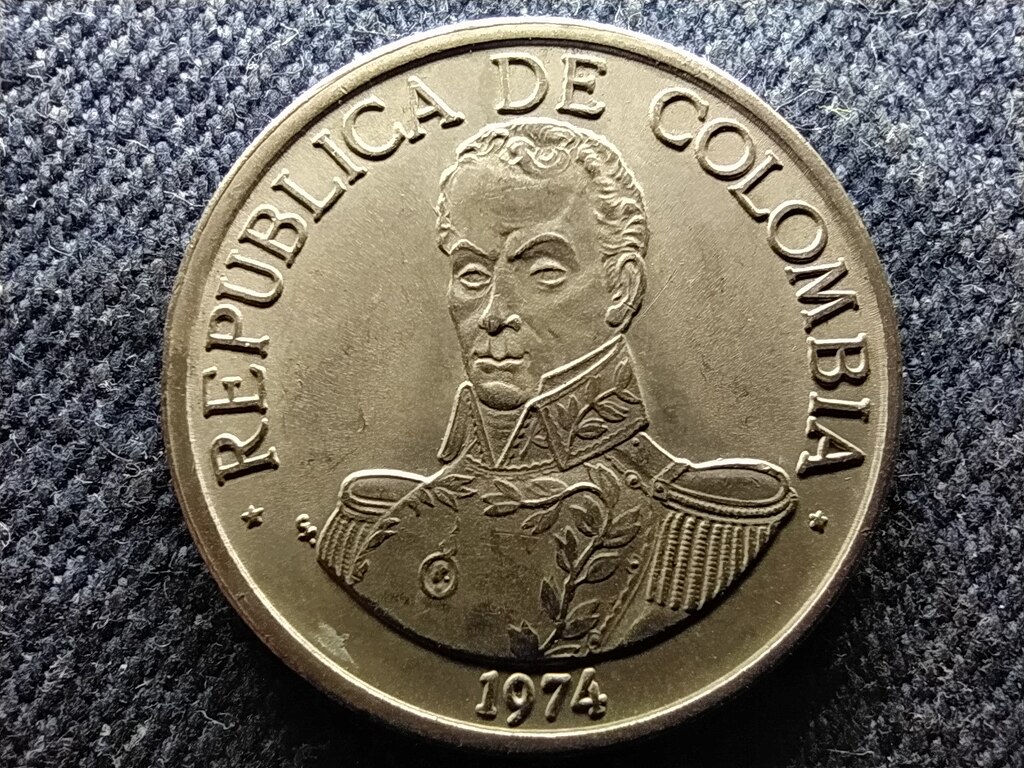 REPUBLICA DE COLOMBIA
1974